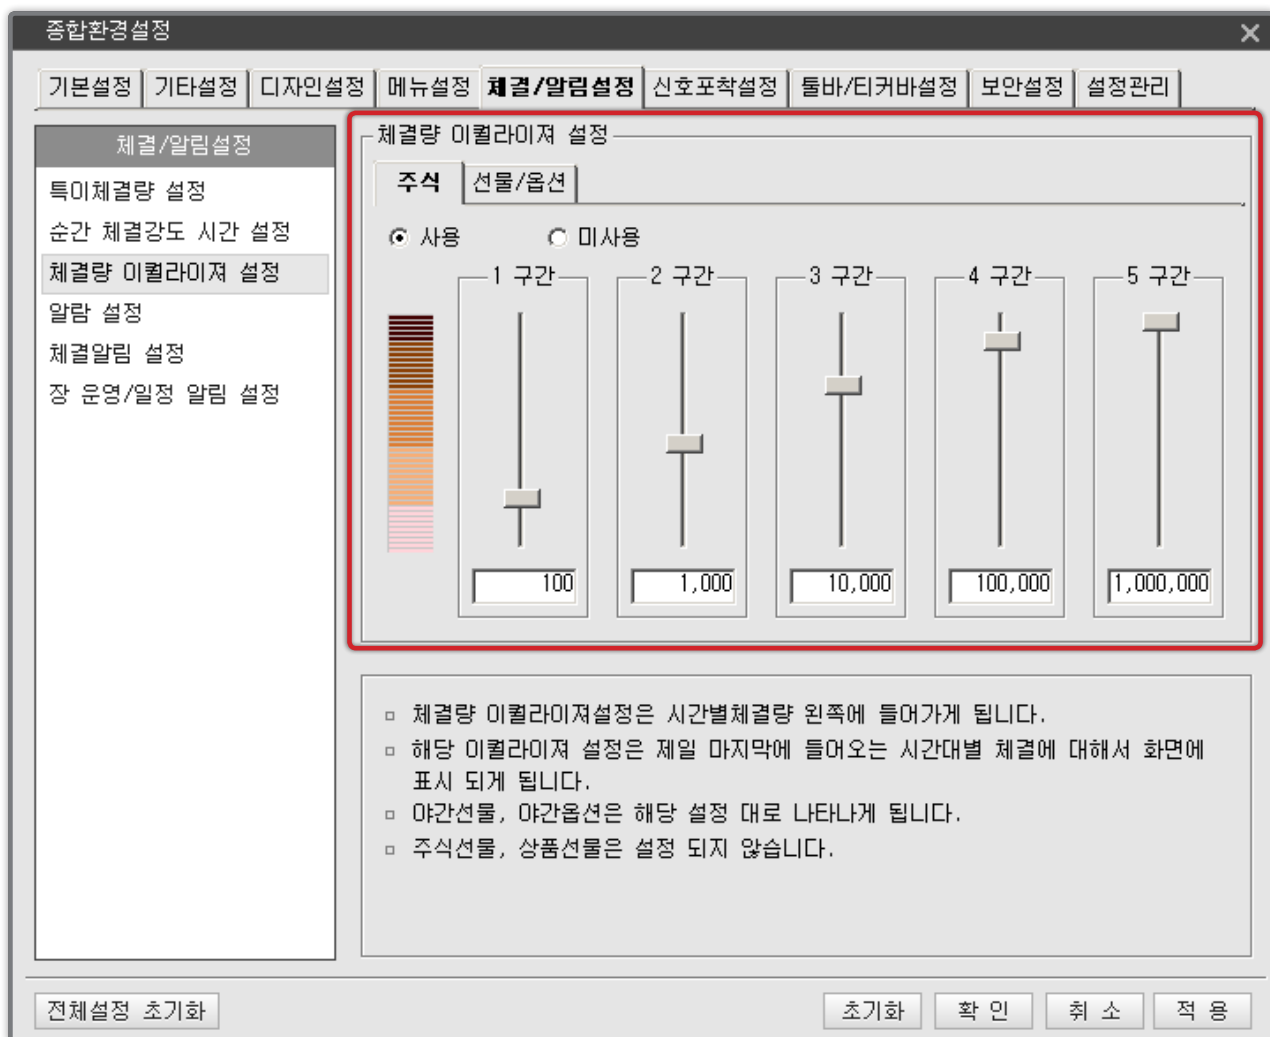 종합환경설정
기본설정 기타설정 디자인설정 메뉴설정 체결/알림설정 신호포착설정 툴바/티커바설정 보안설정 설정관리
체결/알림설정
특이체결량 설정
순간 체결강도 시간 설정
체결량 이퀄라이져 설정
알람 설정
체결알림 설정
장 운영/일정 알림 설정
체결량 이퀄라이져 설정
주식 선물/옵션
사용 미사용
1 구간 2 구간 3 구간 4 구간 5 구간
100 1,000 10,000 100,000 1,000,000
체결량 이퀄라이져설정은 시간별체결량 왼쪽에 들어가게 됩니다.
해당 이퀄라이져 설정은 제일 마지막에 들어오는 시간대별 체결에 대해서 화면에
표시 되게 됩니다.
야간선물, 야간옵션은 해당 설정 대로 나타나게 됩니다.
주식선물, 상품선물은 설정 되지 않습니다.
전체설정 초기화 초기화 확 인 취 소 적 용